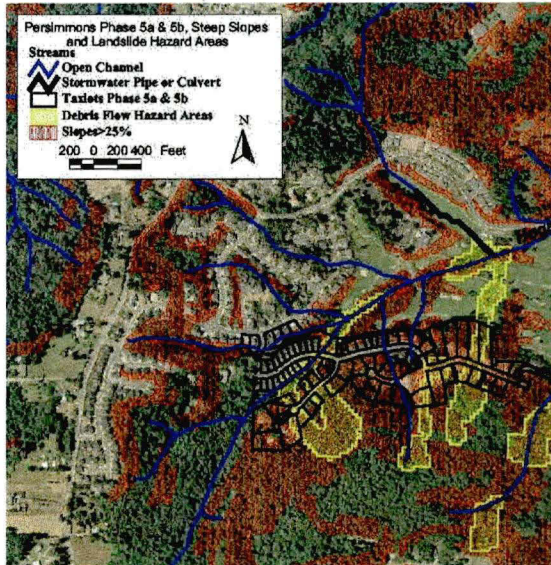 Persimmons Phase 5a & 5b, Steep Slopes
and Landslide Hazard Areas
Streams
Open Channel
Stormwater Pipe or Culvert
Taxlots Phase 5a & 5b
Debris Flow Hazard Areas
Slopes>25%
N
200 0 200 400 Feet